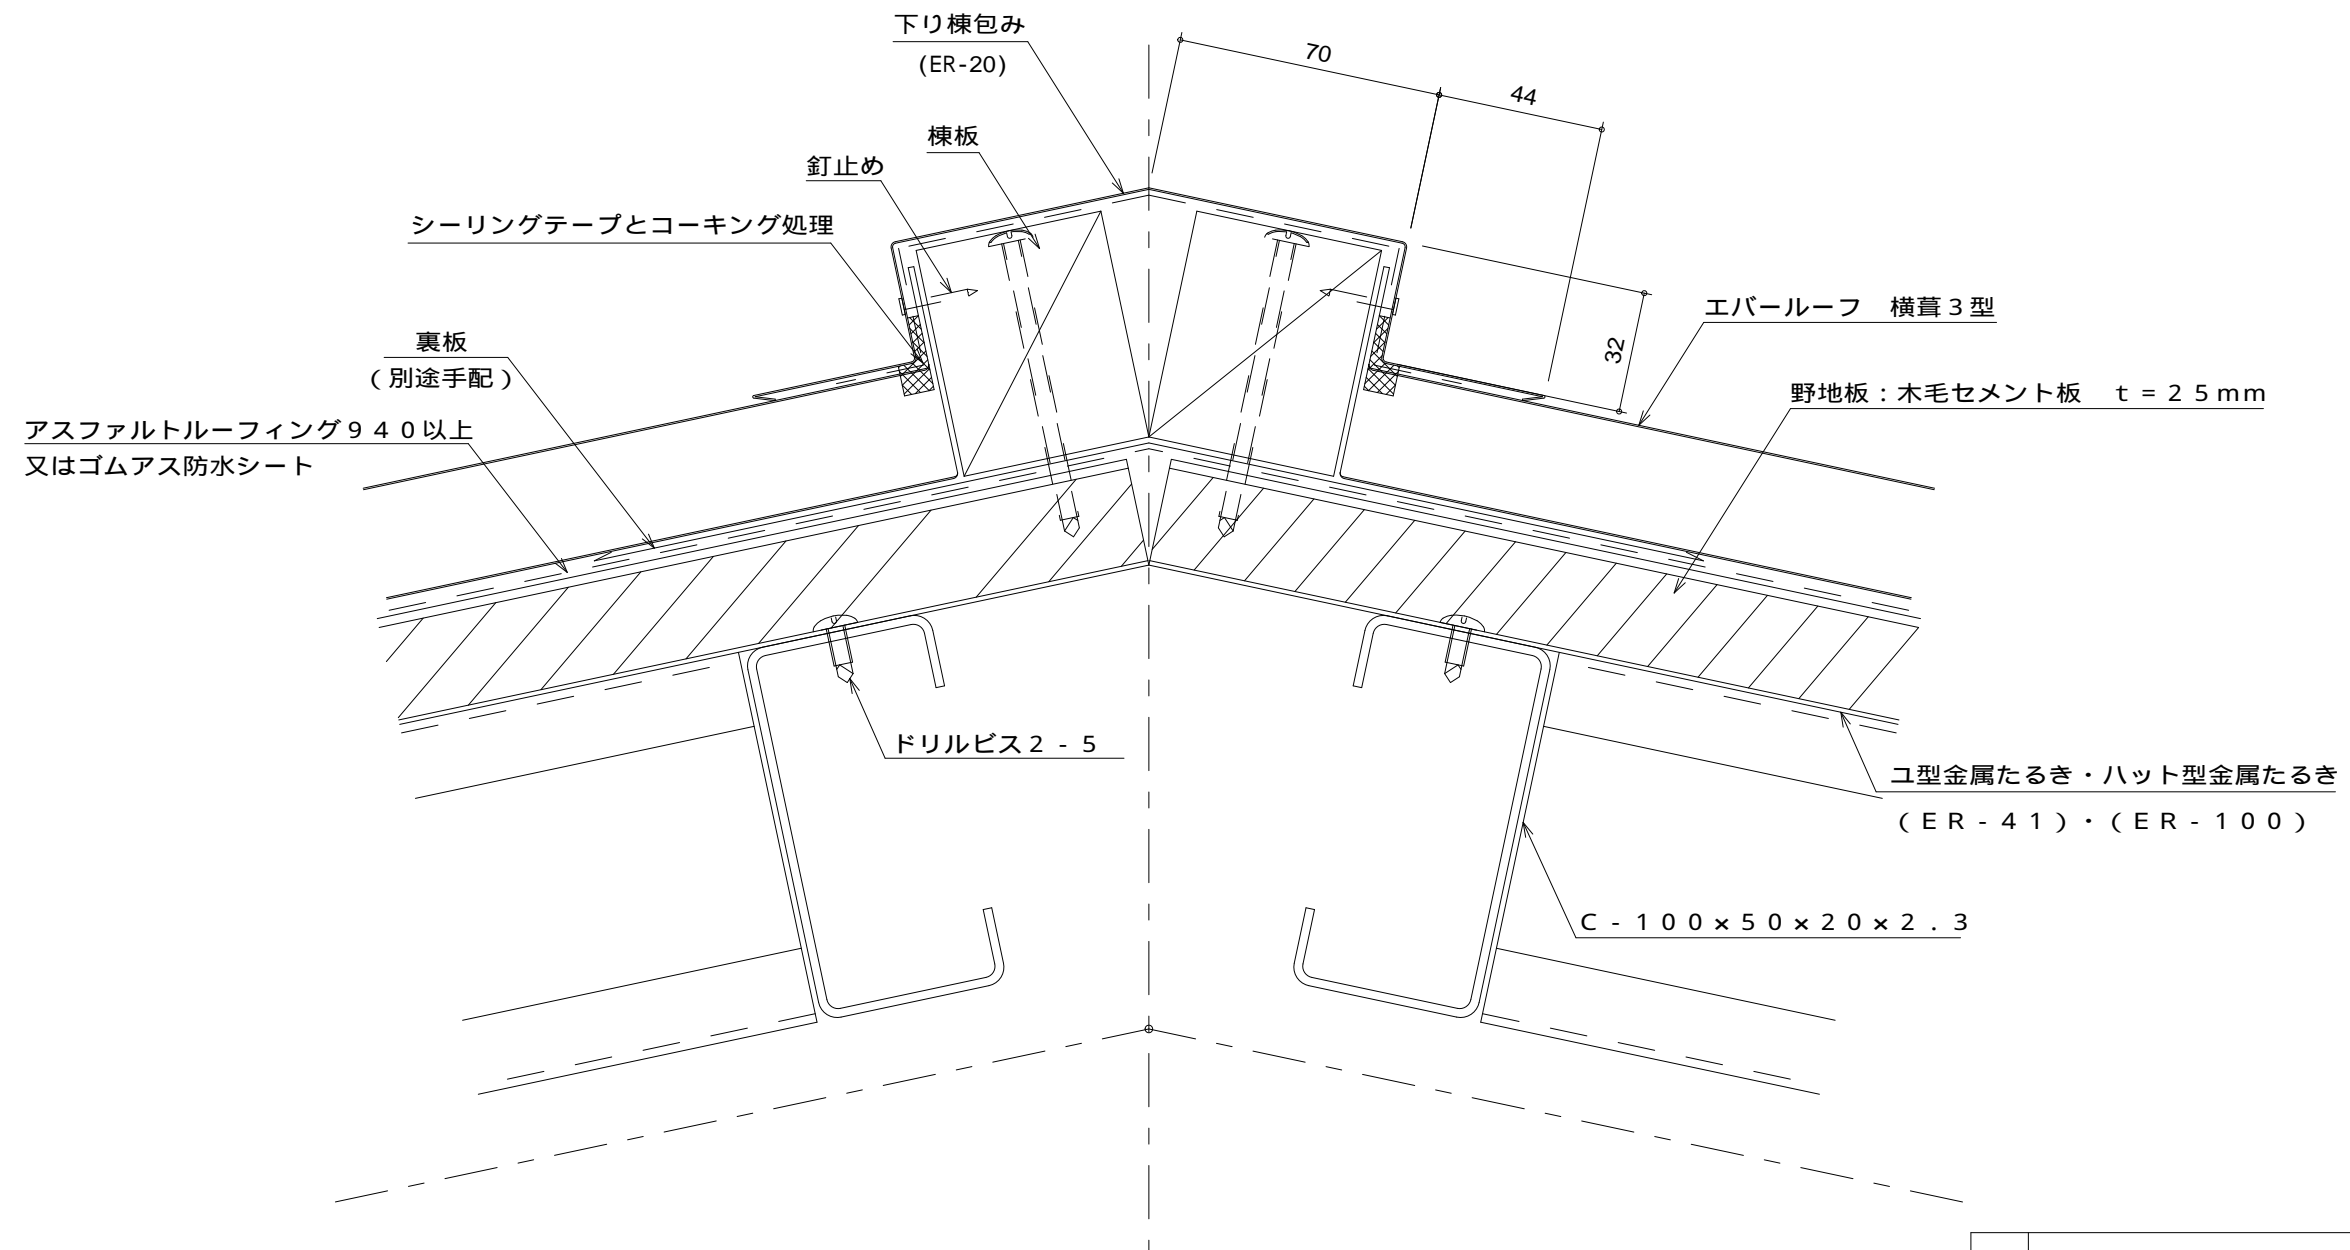 下り棟包み
(ER-20)
70
44
棟板
釘止め
シーリングテープとコーキング処理
エバールーフ　横葺３型
32
裏板
（別途手配）
野地板：木毛セメント板　ｔ＝２５mm
アスファルトルーフィング９４０以上
又はゴムアス防水シート
ドリルビス２-５
ユ型金属たるき・ハット型金属たるき
（ＥＲ-４１）・（ＥＲ-１００）
Ｃ-１００×５０×２０×２.３